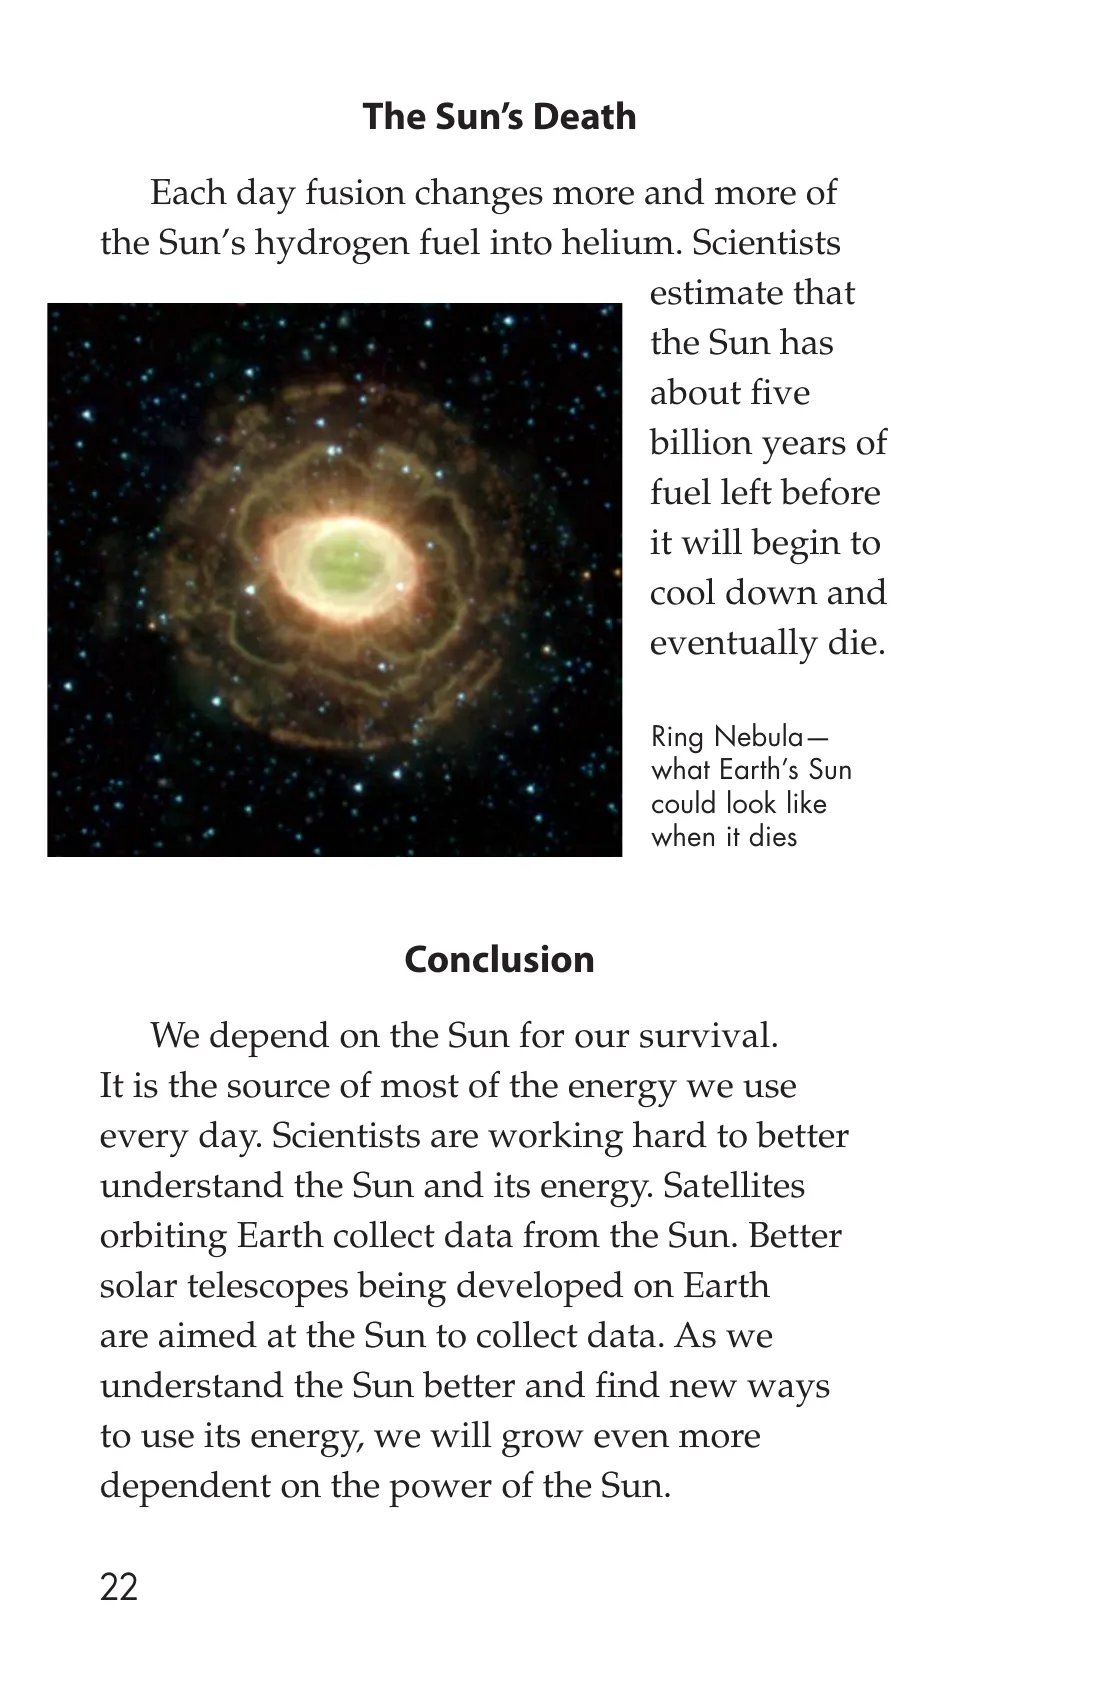 The Sun’s Death
Each day fusion changes more and more of
the Sun’s hydrogen fuel into helium. Scientists
estimate that
the Sun has
about five
billion years of
fuel left before
it will begin to
cool down and
eventually die.
Ring Nebula—
what Earth’s Sun
could look like
when it dies
Conclusion
We depend on the Sun for our survival.
It is the source of most of the energy we use
every day. Scientists are working hard to better
understand the Sun and its energy. Satellites
orbiting Earth collect data from the Sun. Better
solar telescopes being developed on Earth
are aimed at the Sun to collect data. As we
understand the Sun better and find new ways
to use its energy, we will grow even more
dependent on the power of the Sun.
22